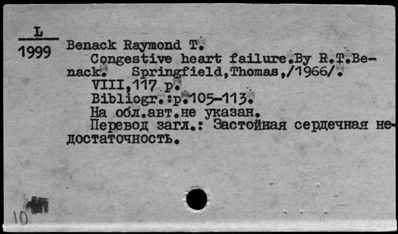 L
1999
Benack Raymond T.
Congestive heart failure.By R.T.Be-
nack. Springfield,Thomas,/1966/.
VIII,117 p.
Bibliogr.:p.105-113.
На обл.авт.не указан.
Перевод загл.: Застойная сердечная не-
достаточность.
10